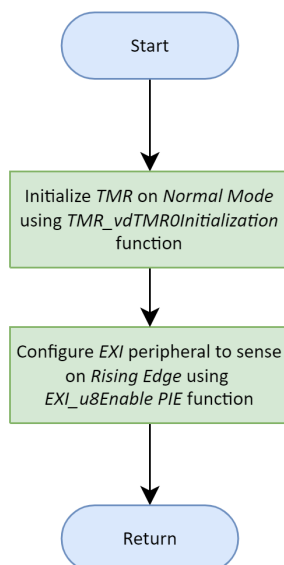 Start
Initialize TMR on Normal Mode
using TMR_vdTMR0Initialization
function
Configure EXI peripheral to sense
on Rising Edge using
EXI_u8Enable PIE function
Return